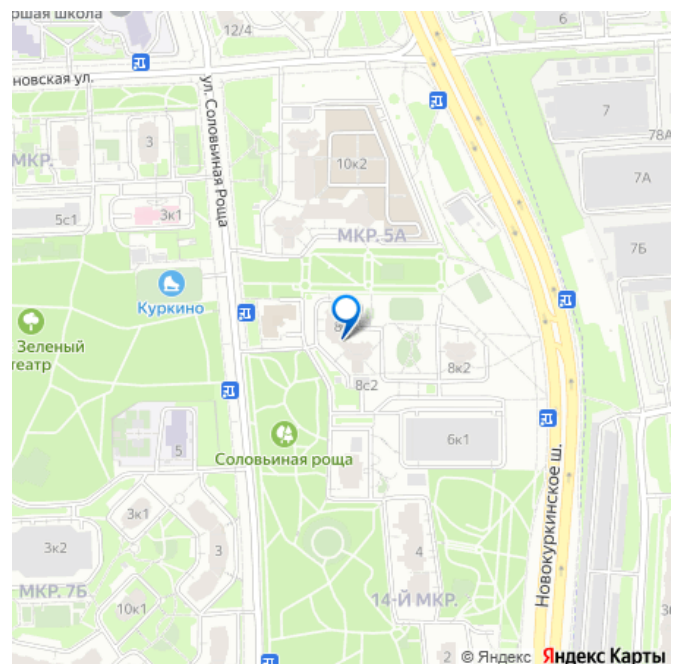 ршая школа
12/4
6
новская ул.
ул. Соловьиная Роща
7
78А
3
МКР.
10к2
7А
5с1
3к1
МКР. 5А
7Б
Куркино
Зеленый
театр
8к2
8с2
6к1
Соловьиная роща
5
Новокуркинское ш.
3к1
3к2
3
4
МКР. 7Б
10к1
14-Й МКР.
2
© Яндекс Яндекс Карты